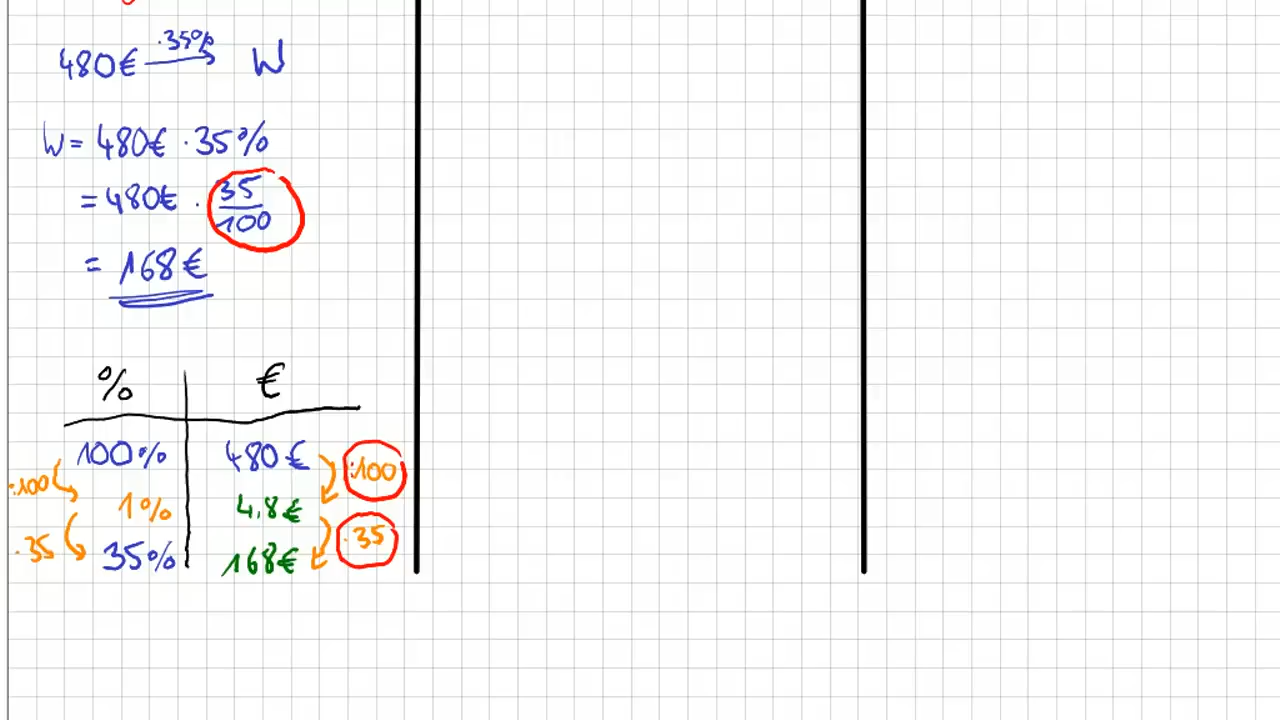 480€ ·35% W
W = 480€ · 35%
= 480€ · 35/100
= 168€
% €
100% 480€ :100
:100 1% 4,8€
·35 35% 168€ ·35